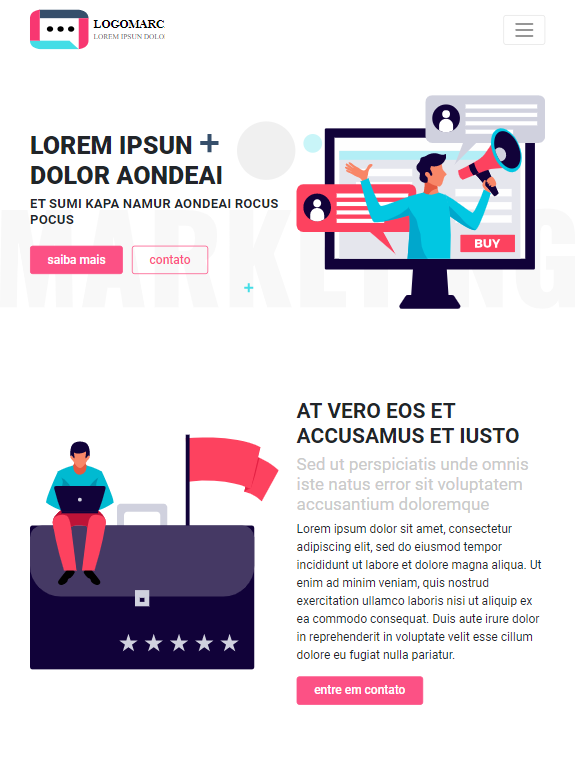 LOGOMARC
LOREM IPSUN DOLO
LOREM IPSUN +
DOLOR AONDEAI
ET SUMI KAPA NAMUR AONDEAI ROCUS
POCUS
saiba mais
contato
MARKETING
BUY
AT VERO EOS ET
ACCUSAMUS ET IUSTO
Sed ut perspiciatis unde omnis
iste natus error sit voluptatem
accusantium doloremque
Lorem ipsum dolor sit amet, consectetur
adipiscing elit, sed do eiusmod tempor
incididunt ut labore et dolore magna aliqua. Ut
enim ad minim veniam, quis nostrud
exercitation ullamco laboris nisi ut aliquip ex
ea commodo consequat. Duis aute irure dolor
in reprehenderit in voluptate velit esse cillum
dolore eu fugiat nulla pariatur.
entre em contato